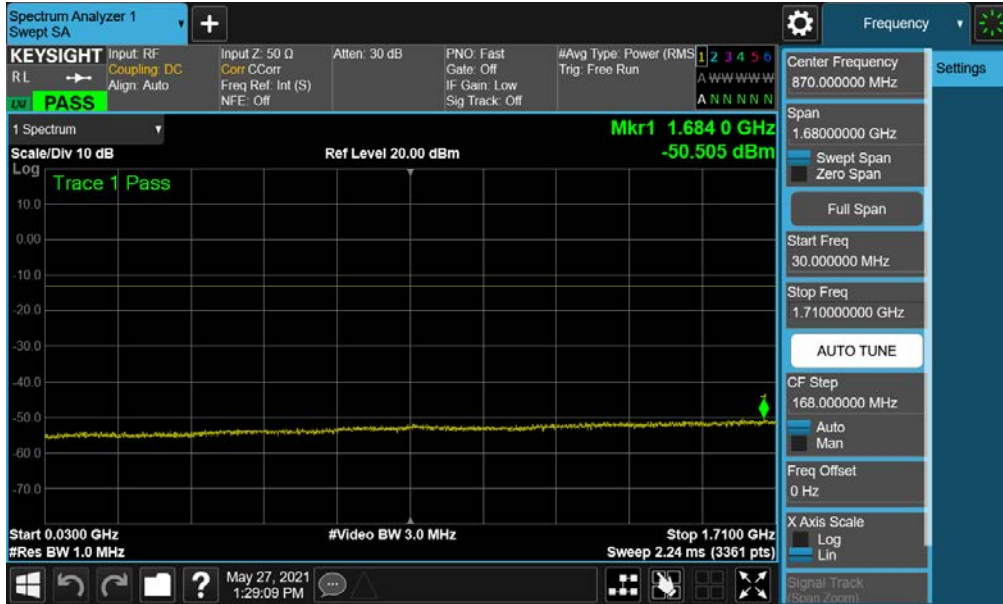 Spectrum Analyzer 1
Swept SA
+
Frequency
KEYSIGHT
RL
LXI
PASS
Input: RF
Coupling: DC
Align: Auto
Input Z: 50 Ω
Corr CCorr
Freq Ref: Int (S)
NFE: Off
Atten: 30 dB
PNO: Fast
Gate: Off
IF Gain: Low
Sig Track: Off
#Avg Type: Power (RMS
Trig: Free Run
1 2 3 4 5 6
A W W W W W
A N N N N N
1 Spectrum
Scale/Div 10 dB
Ref Level 20.00 dBm
Mkr1 1.684 0 GHz
-50.505 dBm
Log
Trace 1 Pass
10.0
0.00
-10.0
-20.0
-30.0
-40.0
-50.0
-60.0
-70.0
1
Start 0.0300 GHz
#Res BW 1.0 MHz
#Video BW 3.0 MHz
Stop 1.7100 GHz
Sweep 2.24 ms (3361 pts)
Center Frequency
870.000000 MHz
Span
1.68000000 GHz
Swept Span
Zero Span
Full Span
Start Freq
30.000000 MHz
Stop Freq
1.710000000 GHz
AUTO TUNE
CF Step
168.000000 MHz
Auto
Man
Freq Offset
0 Hz
X Axis Scale
Log
Lin
Signal Track
(Span Zoom)
Settings
?
May 27, 2021
1:29:09 PM